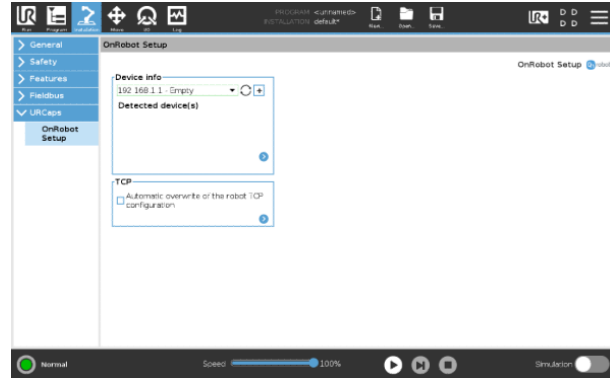 PROGRAM <unnamed>
INSTALLATION default*
Run Program Installation Move I/O Log New... Open... Save...
UR+
General
Safety
Features
Fieldbus
URCaps
OnRobot
Setup
OnRobot Setup
OnRobot Setup
Device info
192.168.1.1 - Empty
Detected device(s)
TCP
Automatic overwrite of the robot TCP
configuration
Normal
Speed 100%
Simulation